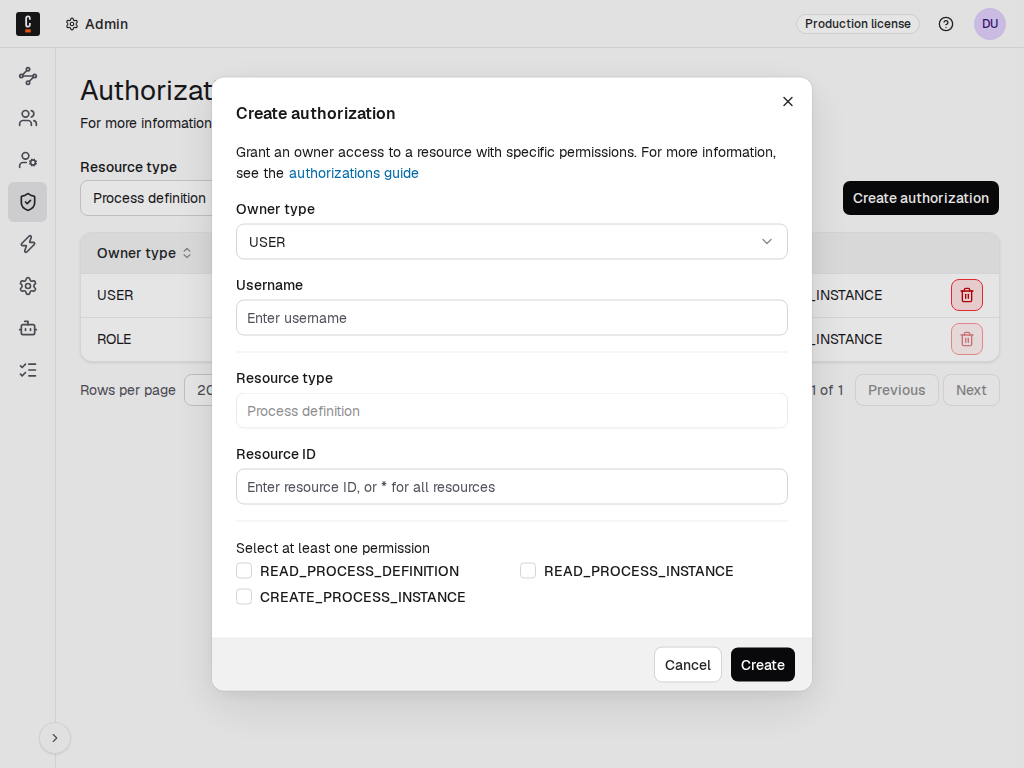 C
Admin
Production license
DU
Authorizat
For more information
Resource type
Process definition
Create authorization
Owner type
USER
_INSTANCE
ROLE
_INSTANCE
Rows per page
20
1 of 1
Previous
Next
Create authorization
Grant an owner access to a resource with specific permissions. For more information,
see the authorizations guide
Owner type
USER
Username
Enter username
Resource type
Process definition
Resource ID
Enter resource ID, or * for all resources
Select at least one permission
READ_PROCESS_DEFINITION
READ_PROCESS_INSTANCE
CREATE_PROCESS_INSTANCE
Cancel
Create